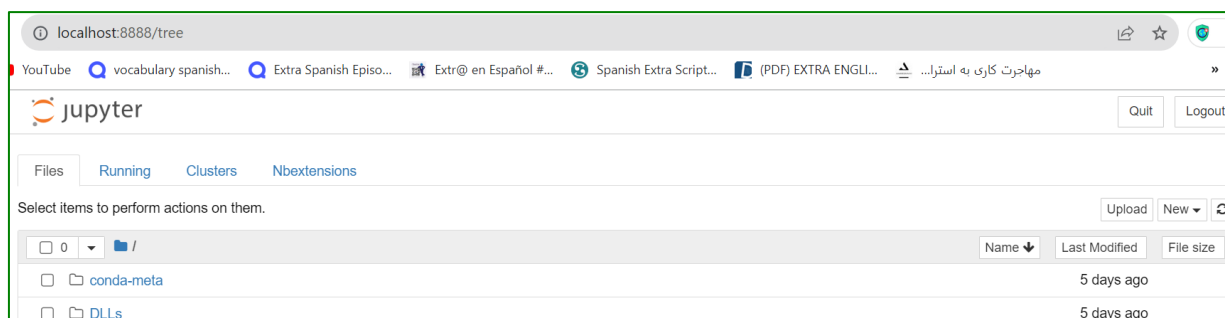 localhost:8888/tree
YouTube vocabulary spanish... Extra Spanish Episo... Extr@ en Español #... Spanish Extra Script... (PDF) EXTRA ENGLI... مهاجرت کاری به استرا... »
jupyter Quit Logout
Files Running Clusters Nbextensions
Select items to perform actions on them. Upload New
0 / Name Last Modified File size
conda-meta 5 days ago
DLLs 5 days ago